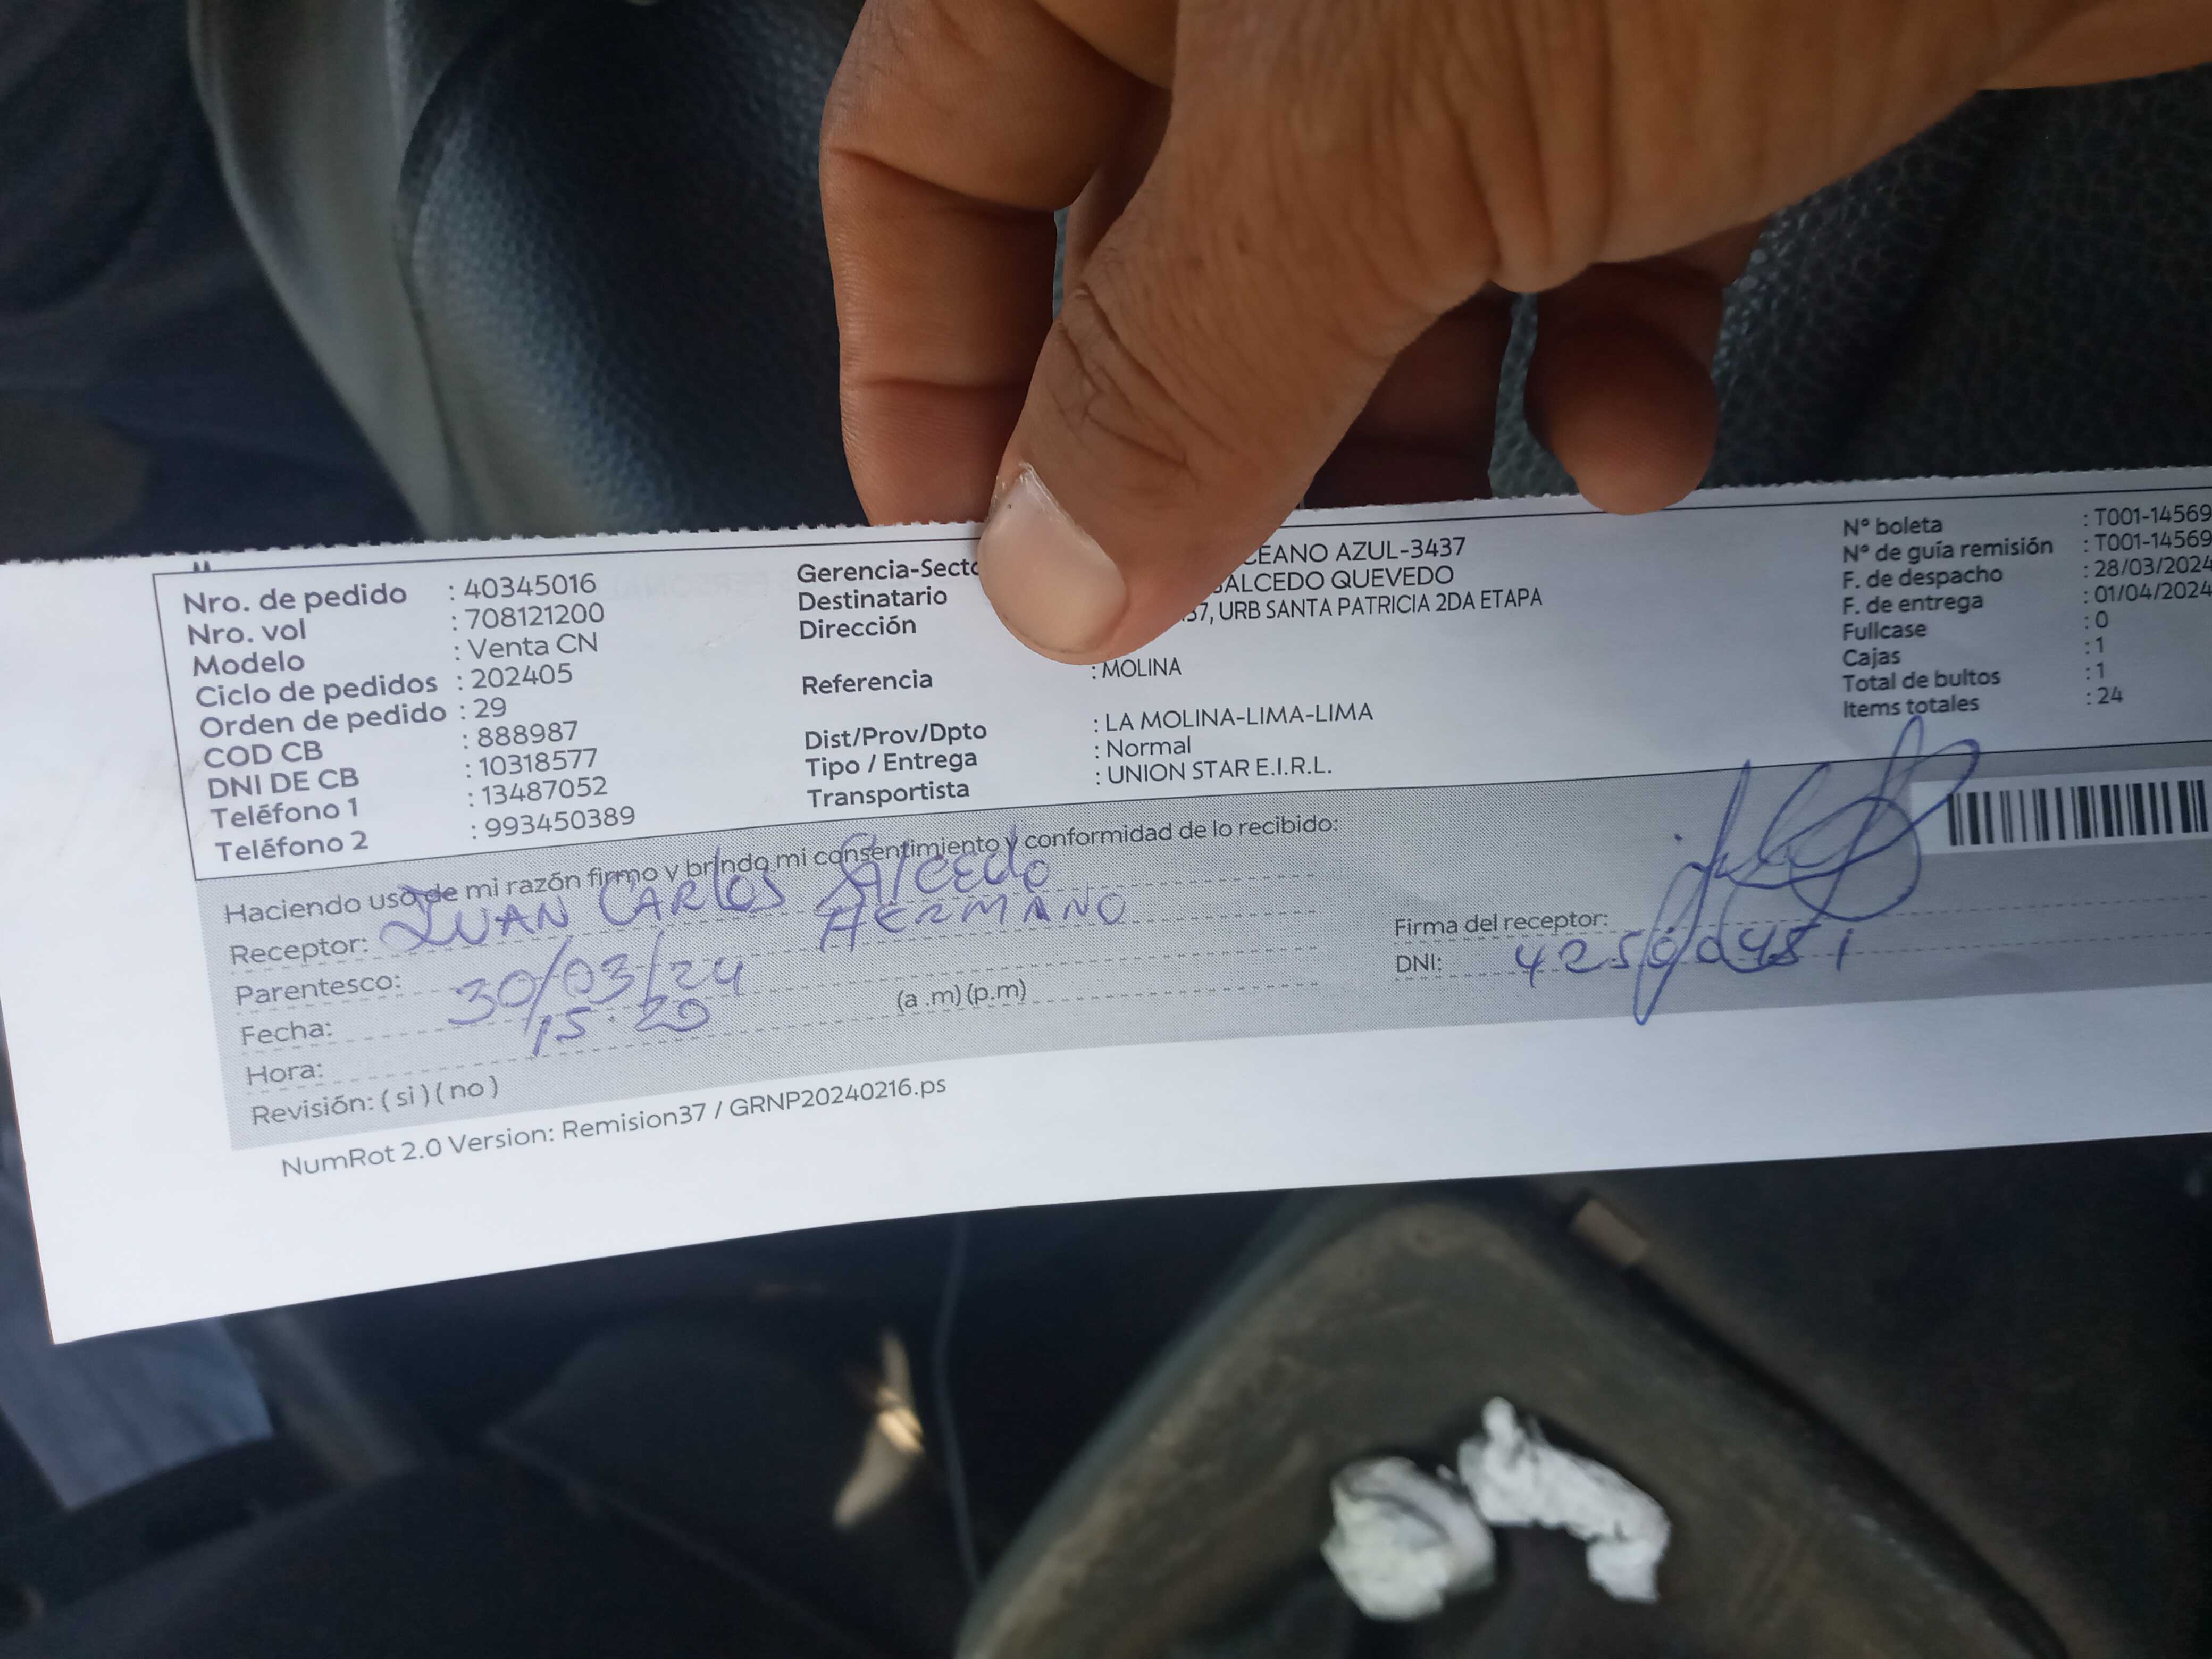 Nro. de pedido : 40345016
Nro. vol : 708121200
Modelo : Venta CN
Ciclo de pedidos : 202405
Orden de pedido : 29
COD CB : 888987
DNI DE CB : 10318577
Teléfono 1 : 13487052
Teléfono 2 : 993450389
AZUL-3437
Destinatario QUEVEDO
Dirección URB SANTA PATRICIA 2DA ETAPA
Referencia : MOLINA
Dist/Prov/Dpto : LA MOLINA-LIMA-LIMA
Tipo / Entrega : Normal
Transportista : UNION STAR E.I.R.L.
Nº boleta : T001-14569
Nº de guía remisión : T001-14569
F. de despacho : 28/03/2024
F. de entrega : 01/04/2024
Fullcase : 0
Cajas : 1
Total de bultos : 1
Items totales : 24
Haciendo uso de mi razón firmo y brindo mi consentimiento y conformidad de lo recibido:
Receptor: JUAN CARLOS Salcedo
Parentesco: HERMANO
Fecha: 30/03/24
Hora: 15:20 (a .m) (p.m)
Revisión: ( si ) ( no )
Firma del receptor:
DNI:
NumRot 2.0 Version: Remision37 / GRNP20240216.ps